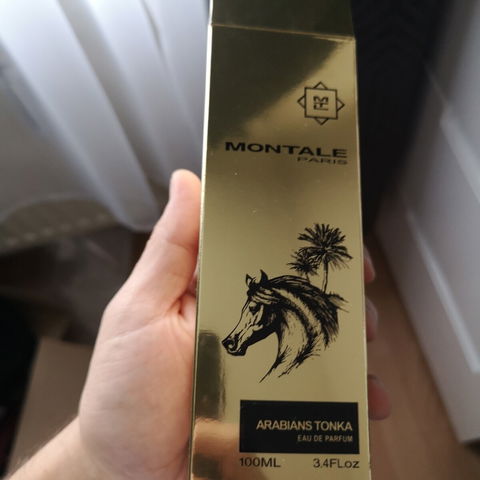 MONTALE
PARIS
ARABIANS TONKA
EAU DE PARFUM
100ML 3.4FLoz